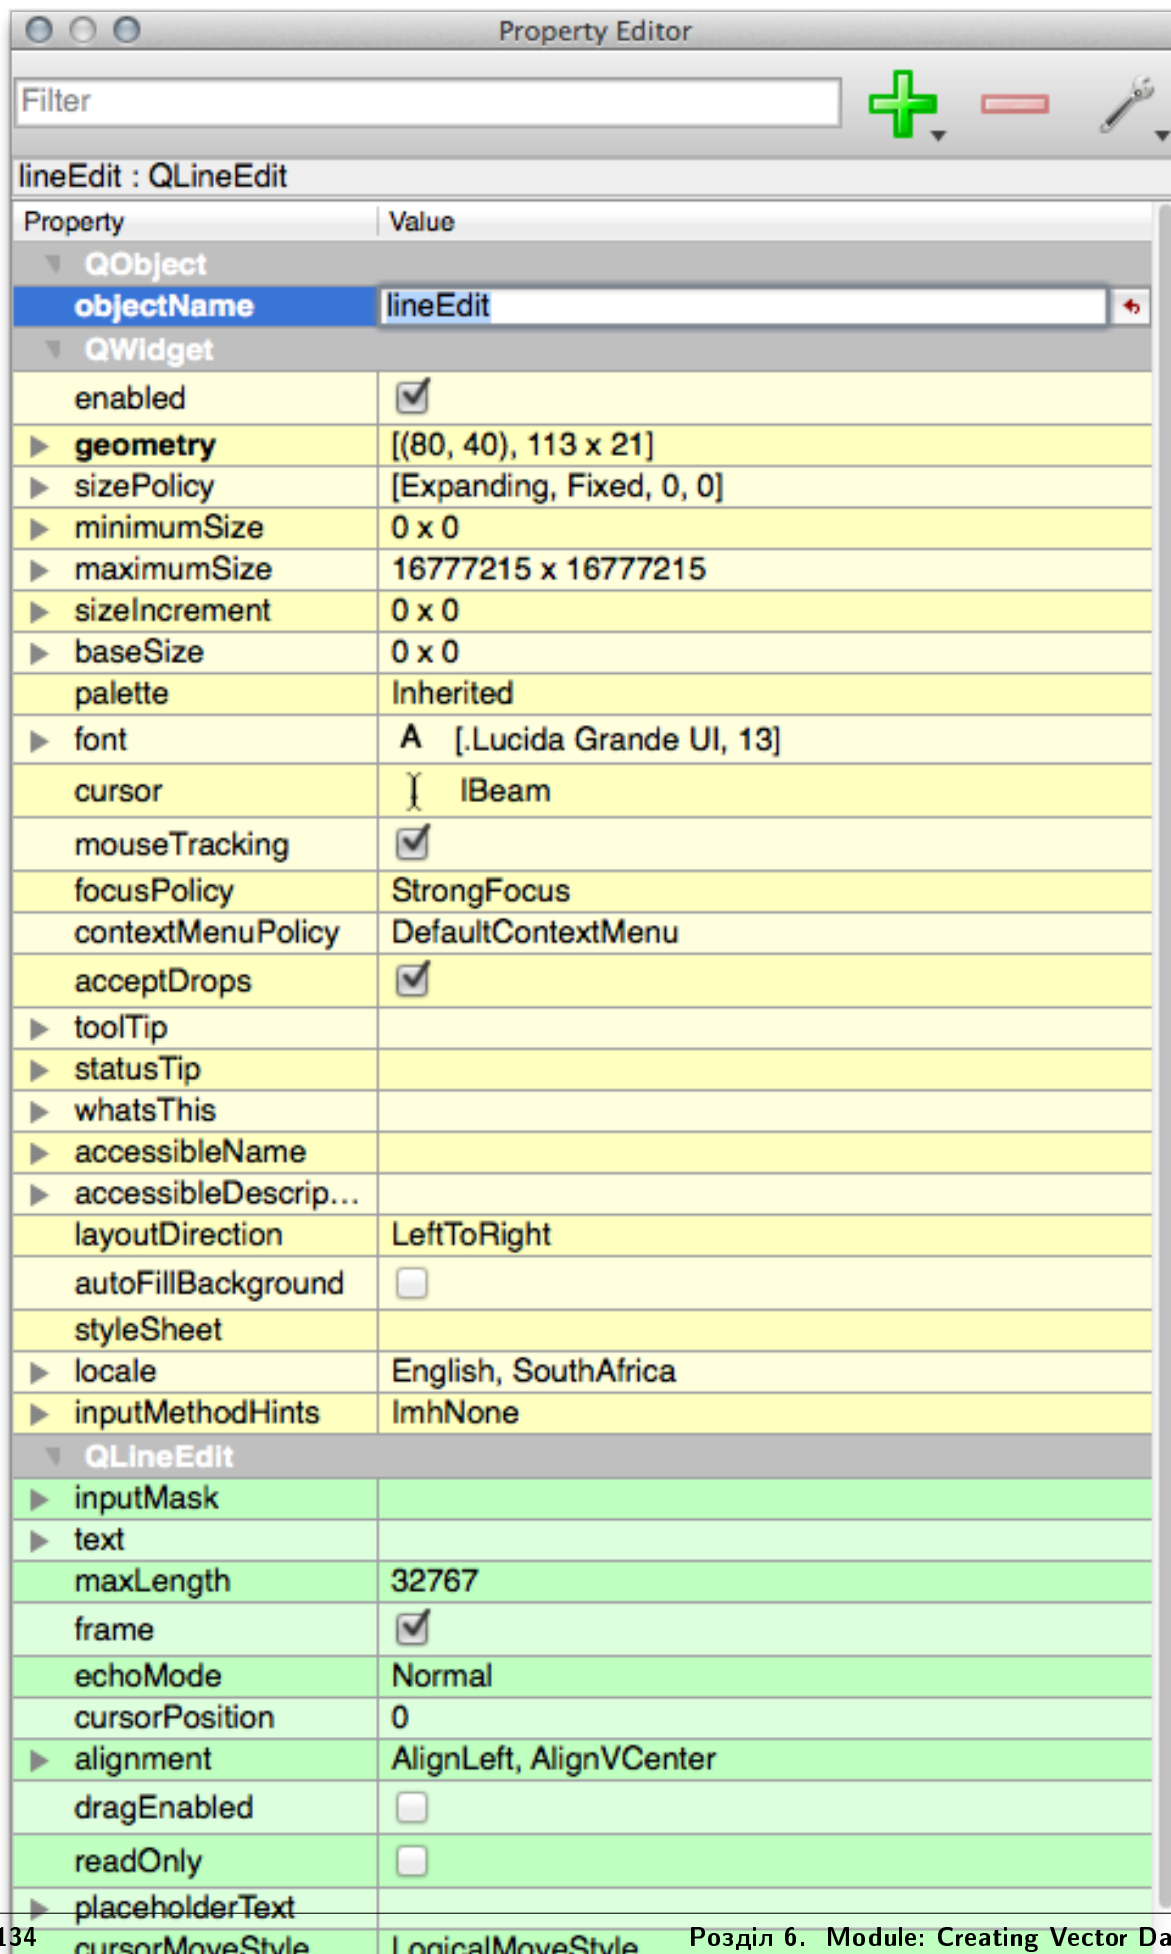 Property Editor
Filter
lineEdit : QLineEdit
Property Value
QObject
objectName lineEdit
QWidget
enabled
geometry [(80, 40), 113 x 21]
sizePolicy [Expanding, Fixed, 0, 0]
minimumSize 0 x 0
maximumSize 16777215 x 16777215
sizeIncrement 0 x 0
baseSize 0 x 0
palette Inherited
font A [.Lucida Grande UI, 13]
cursor IBeam
mouseTracking
focusPolicy StrongFocus
contextMenuPolicy DefaultContextMenu
acceptDrops
toolTip
statusTip
whatsThis
accessibleName
accessibleDescrip...
layoutDirection LeftToRight
autoFillBackground
styleSheet
locale English, SouthAfrica
inputMethodHints ImhNone
QLineEdit
inputMask
text
maxLength 32767
frame
echoMode Normal
cursorPosition 0
alignment AlignLeft, AlignVCenter
dragEnabled
readOnly
placeholderText
134 Розділ 6. Module: Creating Vector Da
cursorMoveStyle LogicalMoveStyle